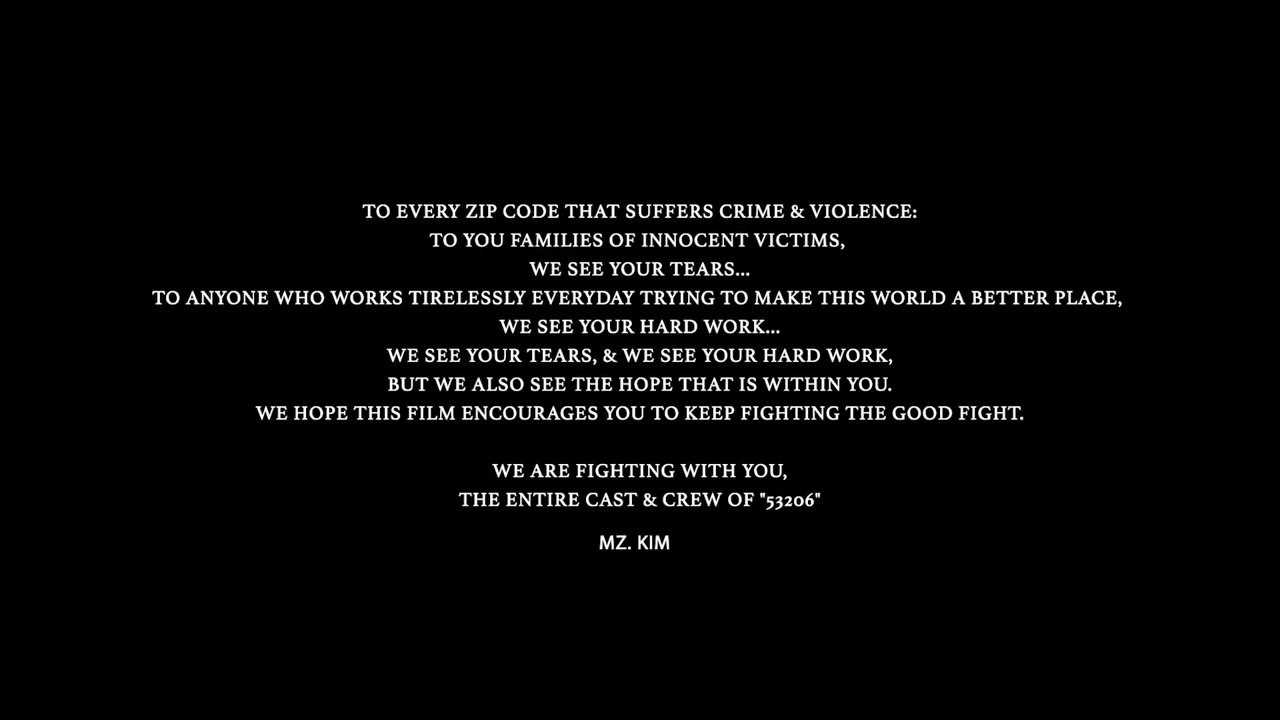 TO EVERY ZIP CODE THAT SUFFERS CRIME & VIOLENCE:
TO YOU FAMILIES OF INNOCENT VICTIMS,
WE SEE YOUR TEARS...
TO ANYONE WHO WORKS TIRELESSLY EVERYDAY TRYING TO MAKE THIS WORLD A BETTER PLACE,
WE SEE YOUR HARD WORK...
WE SEE YOUR TEARS, & WE SEE YOUR HARD WORK,
BUT WE ALSO SEE THE HOPE THAT IS WITHIN YOU.
WE HOPE THIS FILM ENCOURAGES YOU TO KEEP FIGHTING THE GOOD FIGHT.
WE ARE FIGHTING WITH YOU,
THE ENTIRE CAST & CREW OF "53206"
MZ. KIM